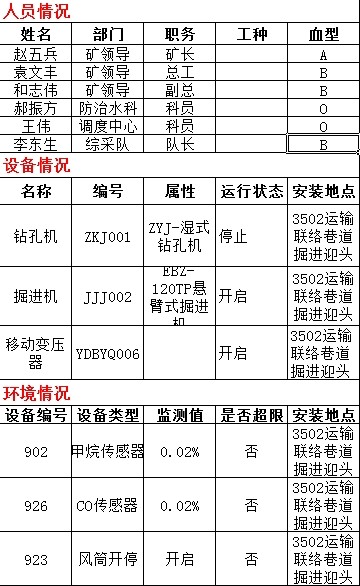 人员情况
姓名 部门 职务 工种 血型
赵五兵 矿领导 矿长 A
袁文丰 矿领导 总工 B
和志伟 矿领导 副总 B
郝振方 防治水科 科员 O
王伟 调度中心 科员 O
李东生 综采队 队长 B
设备情况
名称 编号 属性 运行状态 安装地点
钻孔机 ZKJ001 ZYJ-湿式钻孔机 停止 3502运输联络巷道掘进迎头
掘进机 JJJ002 EBZ-120TP悬臂式掘进机 开启 3502运输联络巷道掘进迎头
移动变压器 YDBYQ006 开启 3502运输联络巷道掘进迎头
环境情况
设备编号 设备类型 监测值 是否超限 安装地点
902 甲烷传感器 0.02% 否 3502运输联络巷道掘进迎头
926 CO传感器 0.02% 否 3502运输联络巷道掘进迎头
923 风筒开停 开启 否 3502运输联络巷道掘进迎头